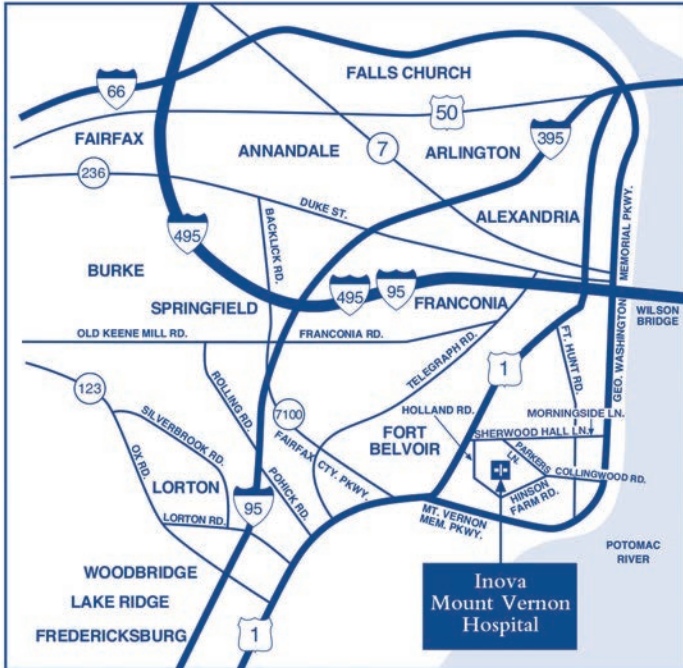 FALLS CHURCH
66
50
FAIRFAX
7
395
ANNANDALE
ARLINGTON
236
DUKE ST.
BACKLICK RD.
ALEXANDRIA
GEO. WASHINGTON MEMORIAL PKWY.
495
BURKE
495
95
SPRINGFIELD
FRANCONIA
WILSON
BRIDGE
OLD KEENE MILL RD.
FRANCONIA RD.
TELEGRAPH RD.
FT. HUNT RD.
1
123
ROLLING RD.
SILVERBROOK RD.
7100
HOLLAND RD.
MORNINGSIDE LN.
SHERWOOD HALL LN.
FORT
BELVOIR
FAIRFAX CTY. PKWY.
PARKERS
LN.
COLLINGWOOD RD.
OX RD.
POHICK RD.
LORTON
HINSON
FARM RD.
95
MT. VERNON
MEM. PKWY.
LORTON RD.
POTOMAC
RIVER
WOODBRIDGE
LAKE RIDGE
FREDERICKSBURG
1
Inova
Mount Vernon
Hospital